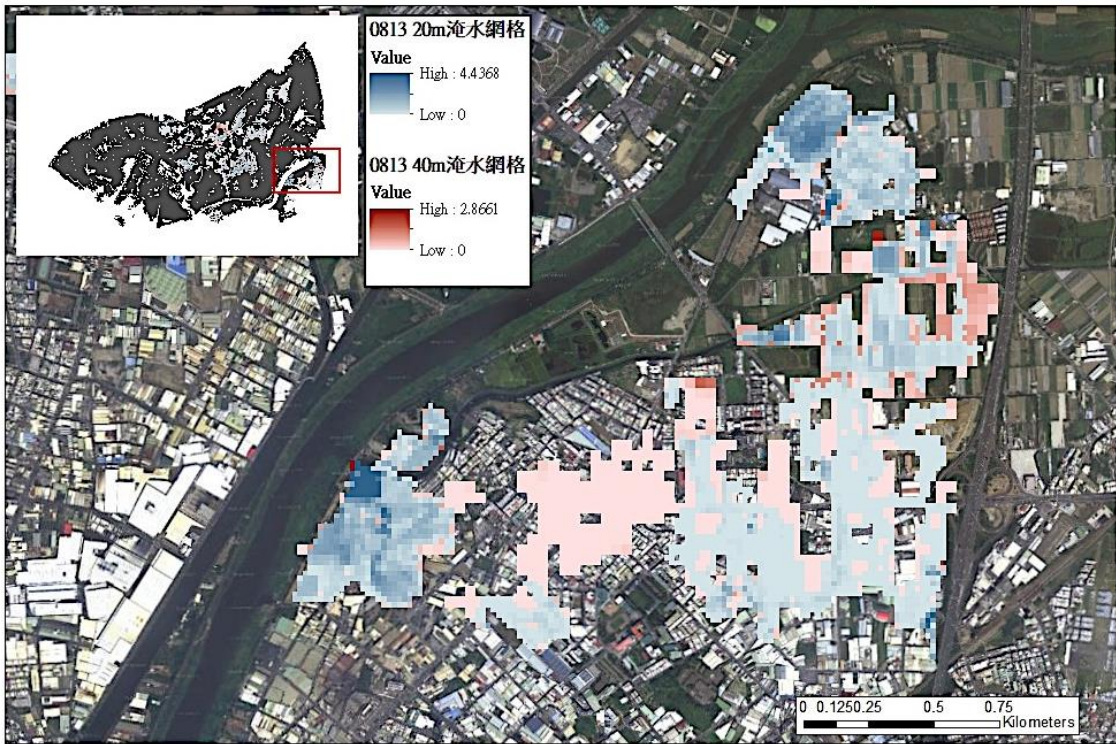 0813 20m淹水網格
Value
High : 4.4368
Low : 0
0813 40m淹水網格
Value
High : 2.8661
Low : 0
0 0.1250.25 0.5 0.75
Kilometers